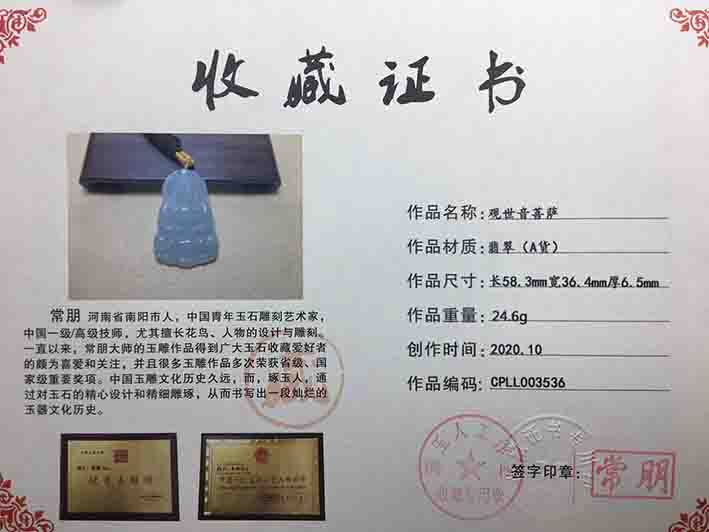 收藏证书
作品名称:观世音菩萨
作品材质:翡翠（A货）
作品尺寸:长58.3mm宽36.4mm厚6.5mm
作品重量:24.6g
创作时间:2020.10
作品编码:CPLL003536
常朋 河南省南阳市人，中国青年玉石雕刻艺术家，
中国一级/高级技师，尤其擅长花鸟、人物的设计与雕刻。
一直以来，常朋大师的玉雕作品得到广大玉石收藏爱好者
的颇为喜爱和关注，并且很多玉雕作品多次荣获省级、国
家级重要奖项。中国玉雕文化历史久远，而，琢玉人，通
过对玉石的精心设计和精细雕琢，从而书写出一段灿烂的
玉器文化历史。
签字印章:
常朋